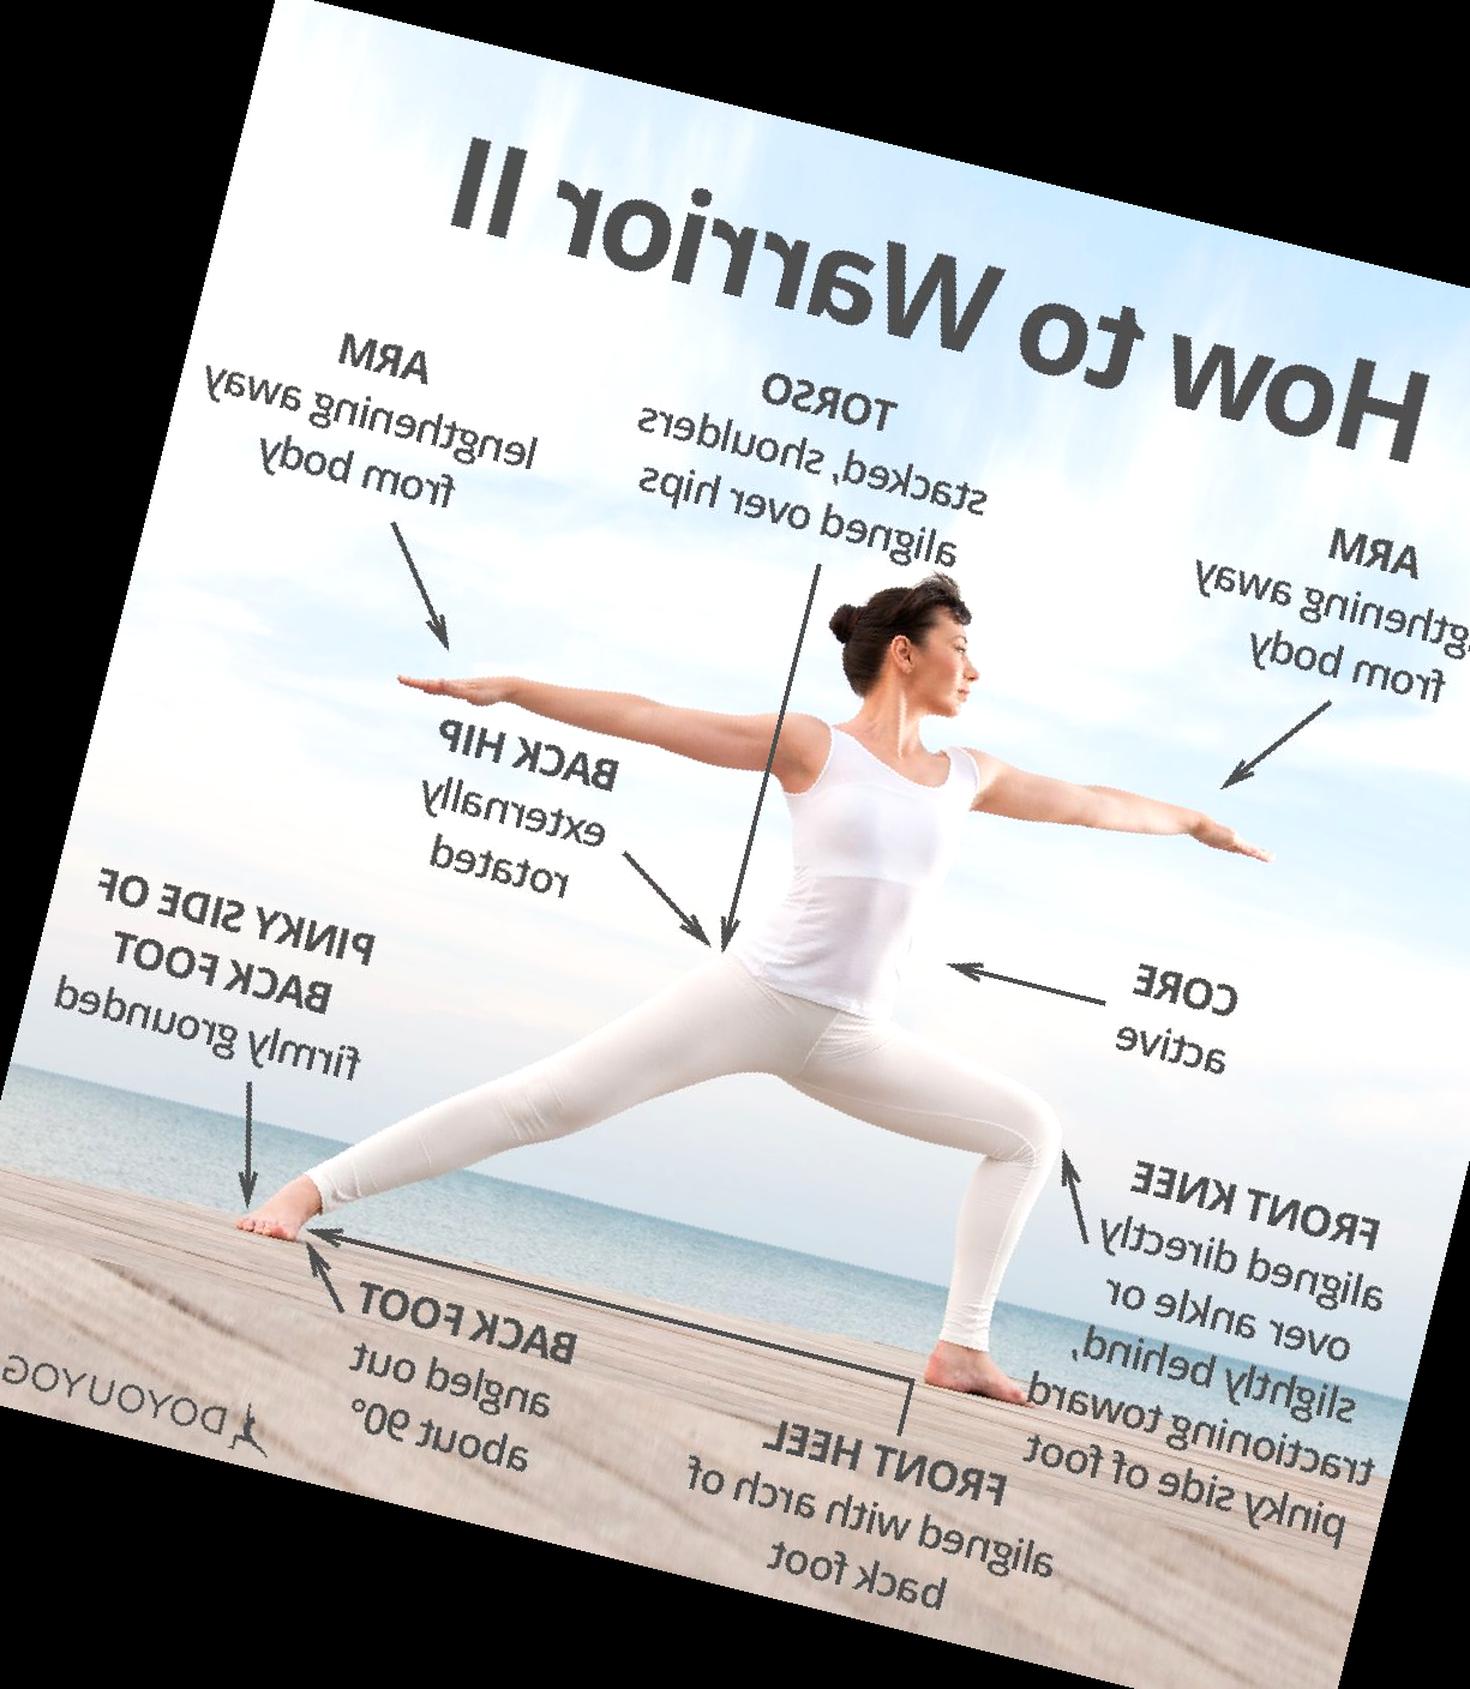 How to Warrior II
ARM
lengthening away
from body
TORSO
stacked, shoulders
aligned over hips
ARM
gthening away
from body
BACK HIP
externally
rotated
PINKY SIDE OF
BACK FOOT
firmly grounded
CORE
active
FRONT KNEE
aligned directly
over ankle or
slightly behind,
tractioning toward
pinky side of foot
BACK FOOT
angled out
about 90°
FRONT HEEL
aligned with arch of
back foot
DOYOUYOG